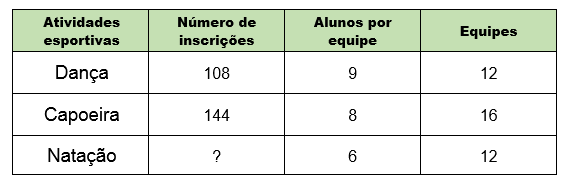 Atividades esportivas Número de inscrições Alunos por equipe Equipes
Dança 108 9 12
Capoeira 144 8 16
Natação ? 6 12